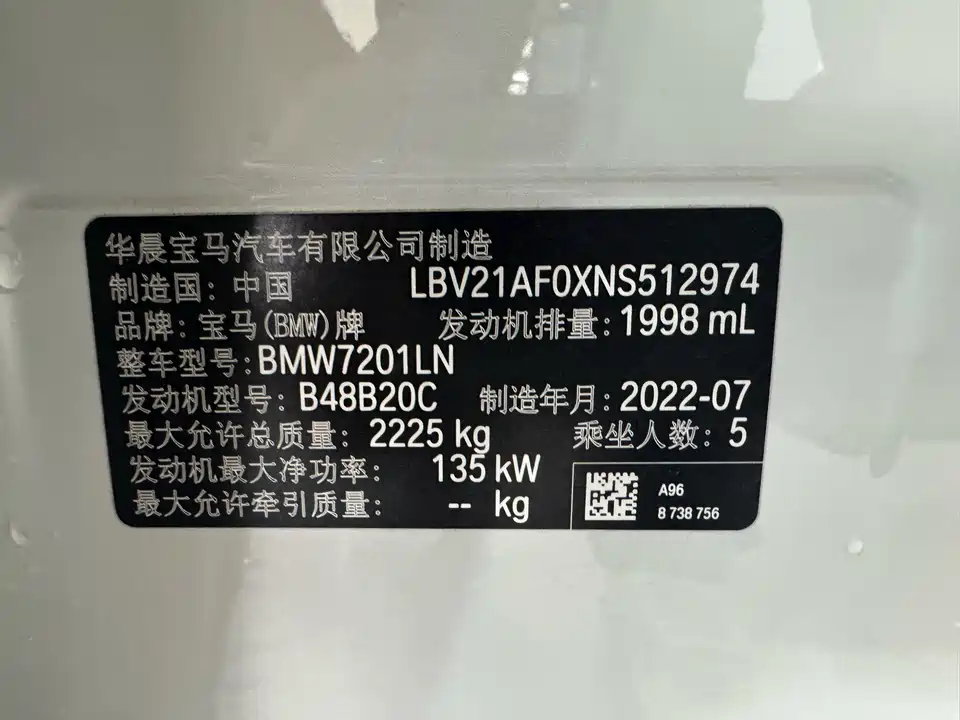 华晨宝马汽车有限公司制造
制造国：中国 LBV21AF0XNS512974
品牌：宝马(BMW)牌 发动机排量：1998 mL
整车型号：BMW7201LN
发动机型号：B48B20C 制造年月：2022-07
最大允许总质量：2225 kg 乘坐人数：5
发动机最大净功率：135 kW
最大允许牵引质量：-- kg
A96
8 738 756